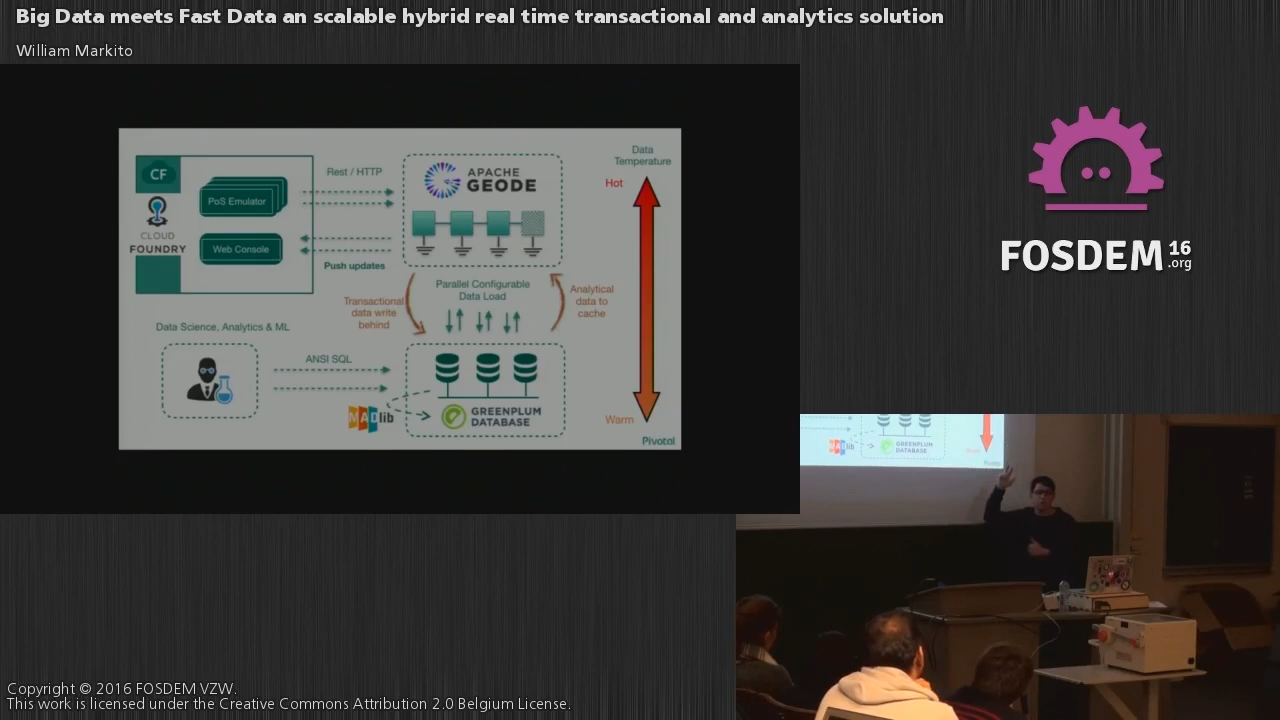 Big Data meets Fast Data an scalable hybrid real time transactional and analytics solution
William Markito
CF
CLOUD
FOUNDRY
PoS Emulator
Web Console
Rest / HTTP
Push updates
APACHE
GEODE
Data
Temperature
Hot
Transactional
data write
behind
Parallel Configurable
Data Load
Analytical
data to
cache
Data Science, Analytics & ML
ANSI SQL
MADlib
GREENPLUM
DATABASE
Warm
Pivotal
FOSDEM 16
.org
lib
GREENPLUM
DATABASE
Copyright © 2016 FOSDEM VZW.
This work is licensed under the Creative Commons Attribution 2.0 Belgium License.